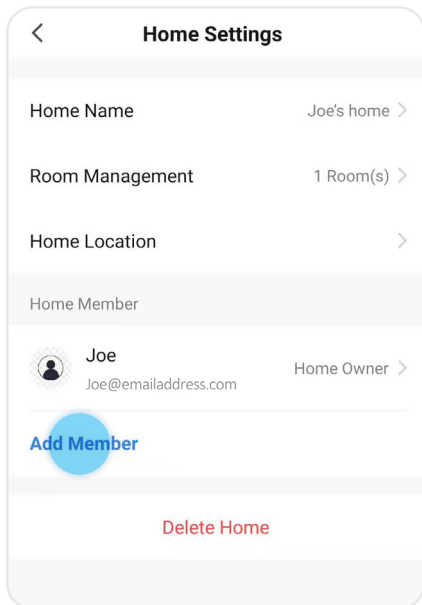 Home Settings
Home Name Joe's home
Room Management 1 Room(s)
Home Location
Home Member
Joe
Joe@emailaddress.com
Home Owner
Add Member
Delete Home